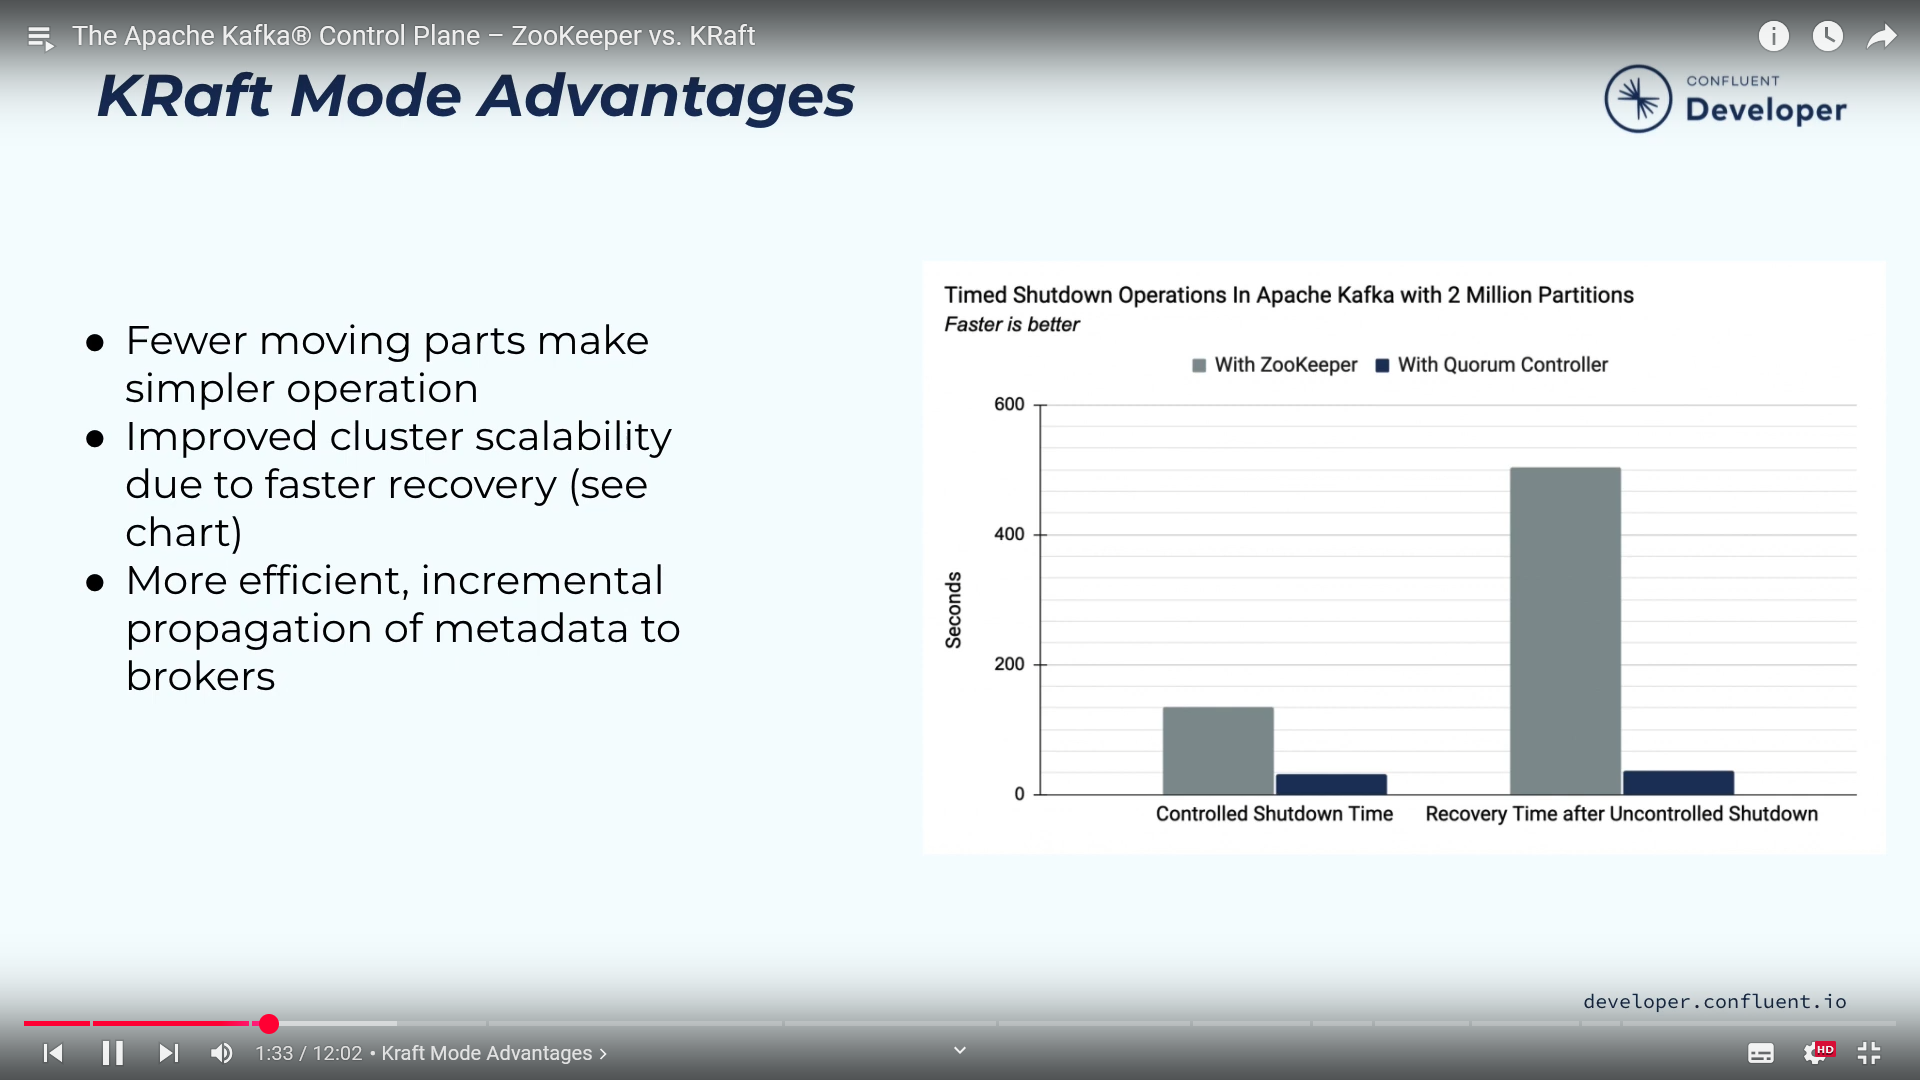 The Apache Kafka® Control Plane – ZooKeeper vs. KRaft
KRaft Mode Advantages
CONFLUENT
Developer
● Fewer moving parts make
simpler operation
● Improved cluster scalability
due to faster recovery (see
chart)
● More efficient, incremental
propagation of metadata to
brokers
Timed Shutdown Operations In Apache Kafka with 2 Million Partitions
Faster is better
With ZooKeeper With Quorum Controller
600
400
200
0
Seconds
Controlled Shutdown Time Recovery Time after Uncontrolled Shutdown
developer.confluent.io
1:33 / 12:02 • Kraft Mode Advantages
HD